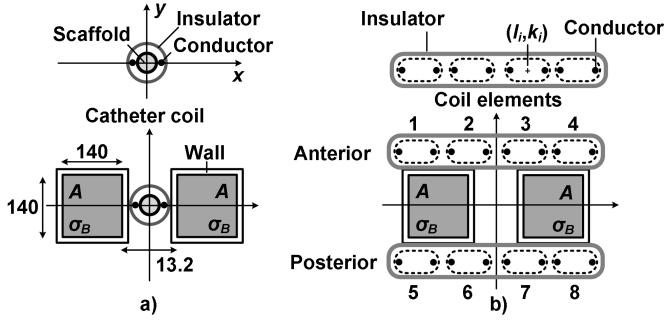 y
Insulator
Scaffold
Conductor
x
Catheter coil
140
Wall
A
A
140
σB
σB
13.2
a)
Insulator
(li,ki)
Conductor
Coil elements
1 2 3 4
Anterior
A
A
σB
σB
Posterior
5 6 7 8
b)